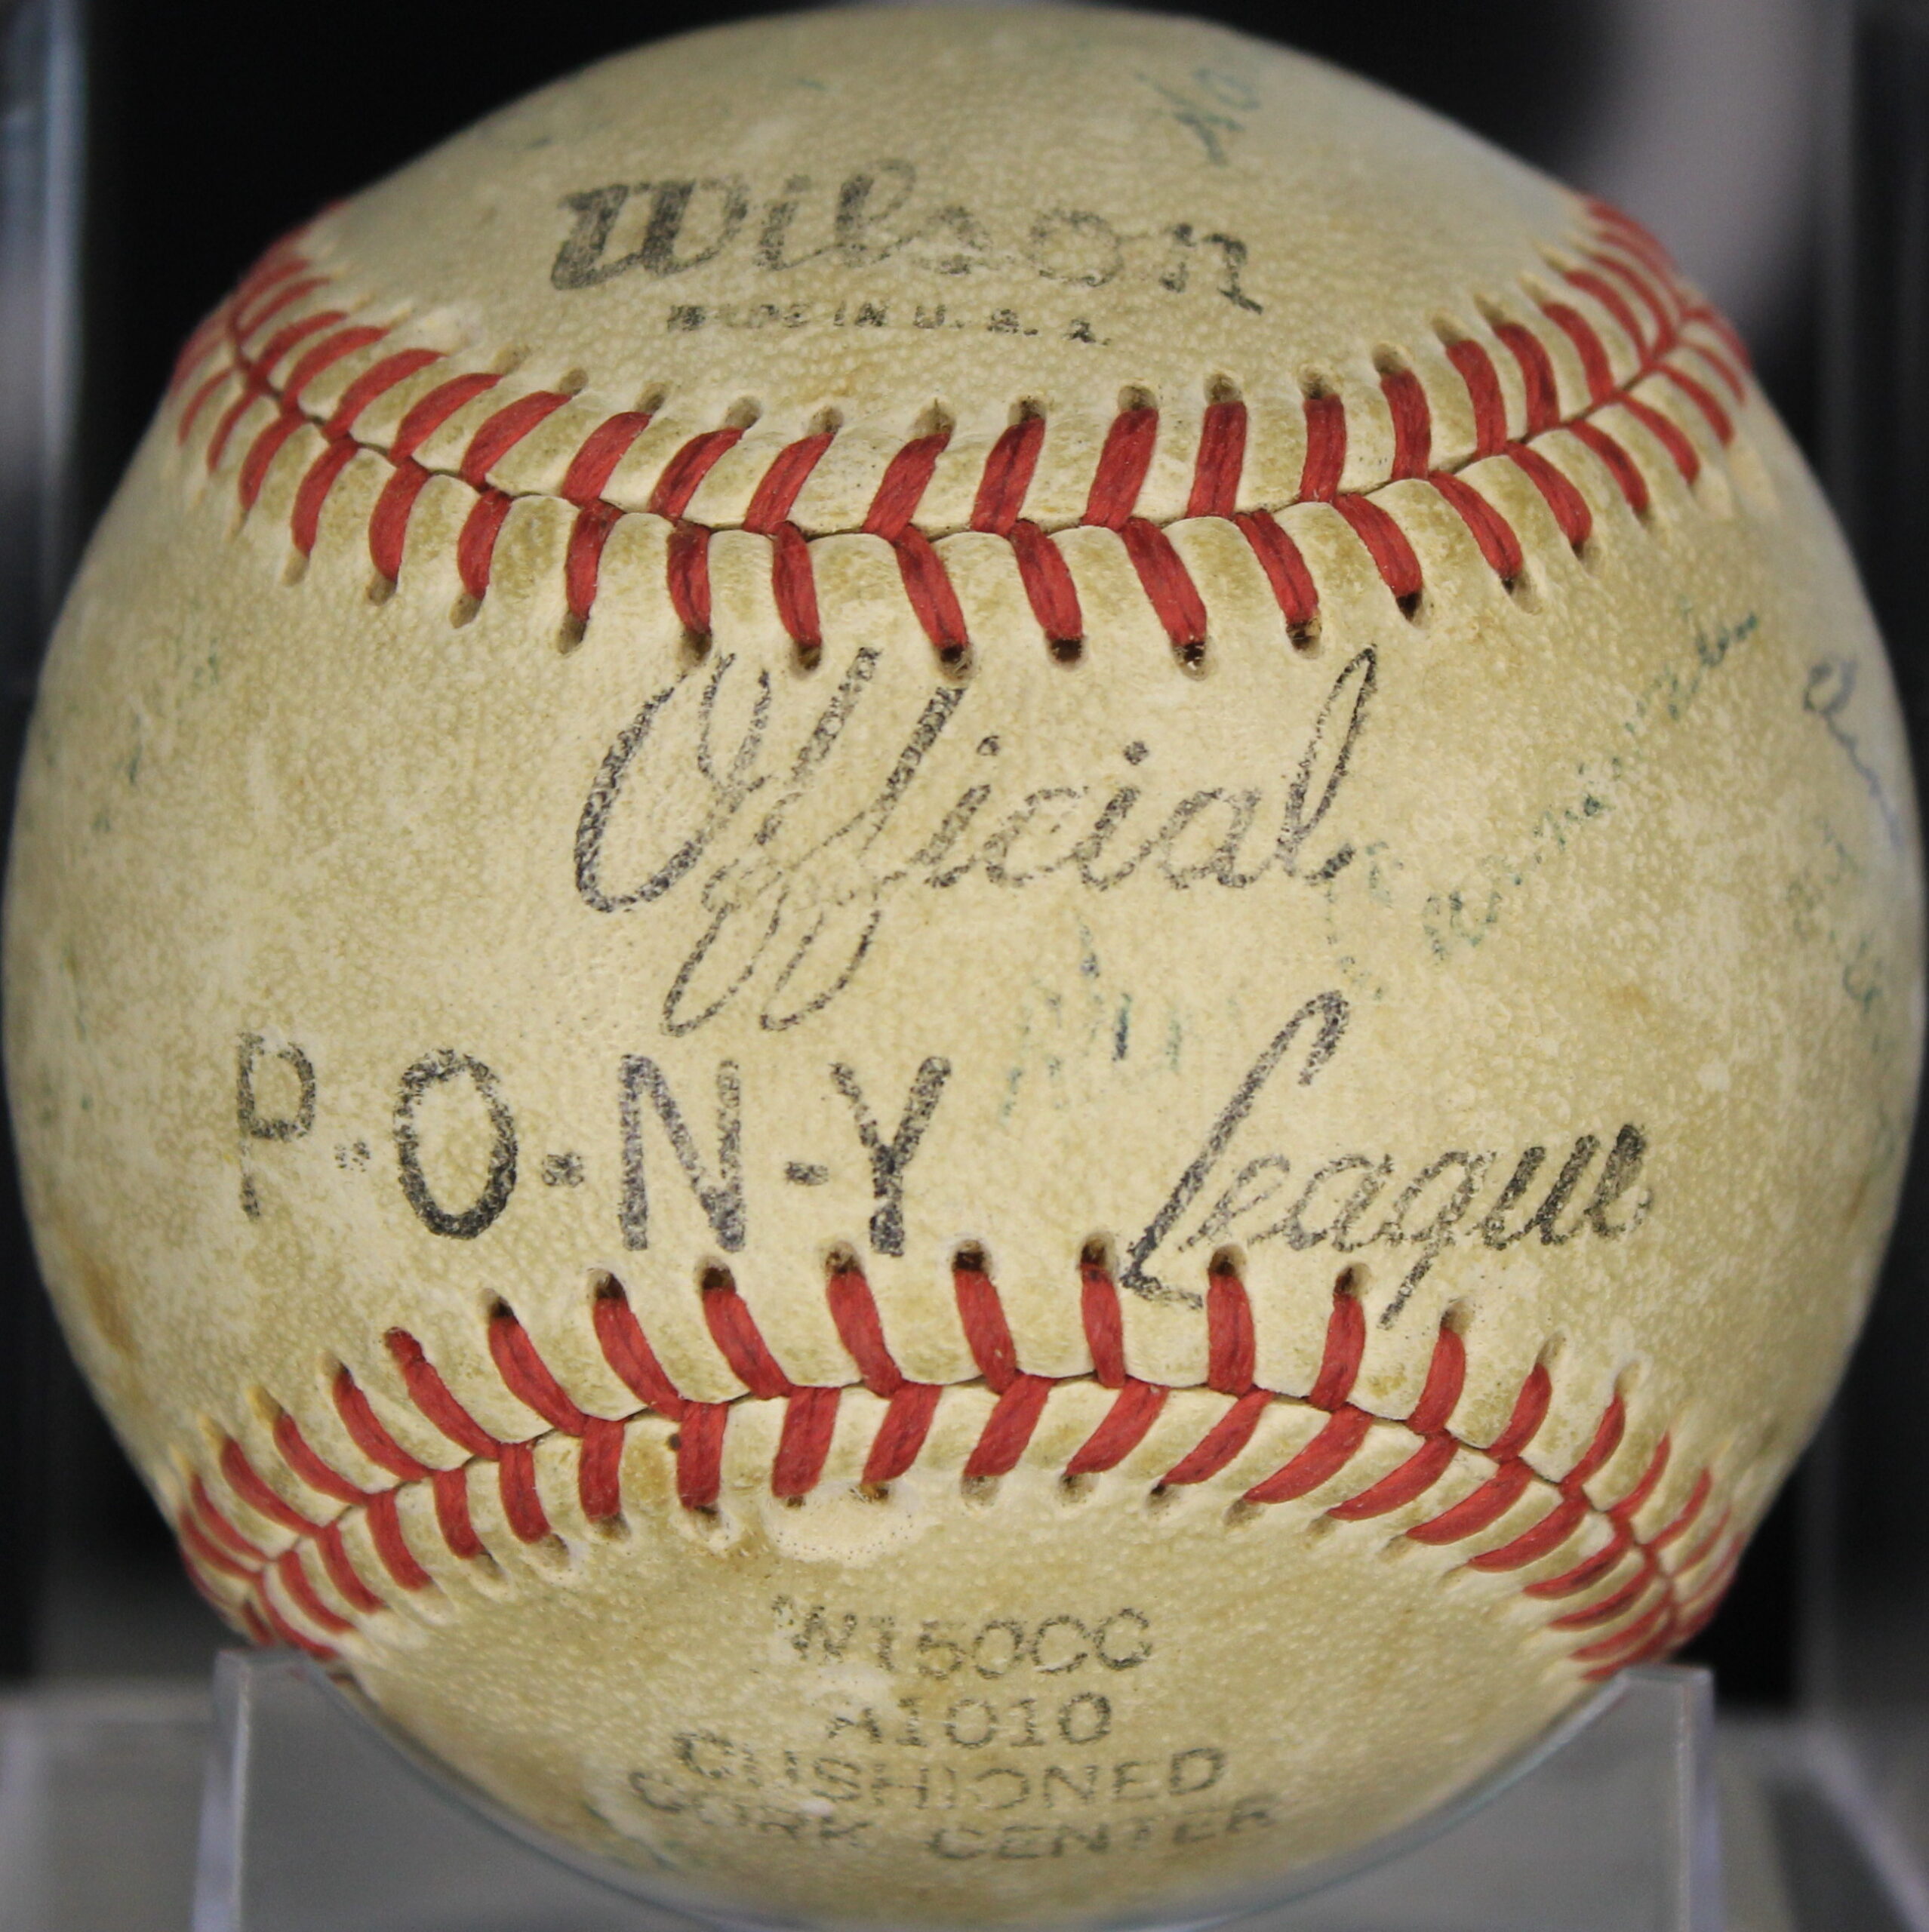 Wilson
MADE IN U. S. A.
Official
P-O-N-Y League
W150CC
A1010
CUSHIONED
CORK CENTER